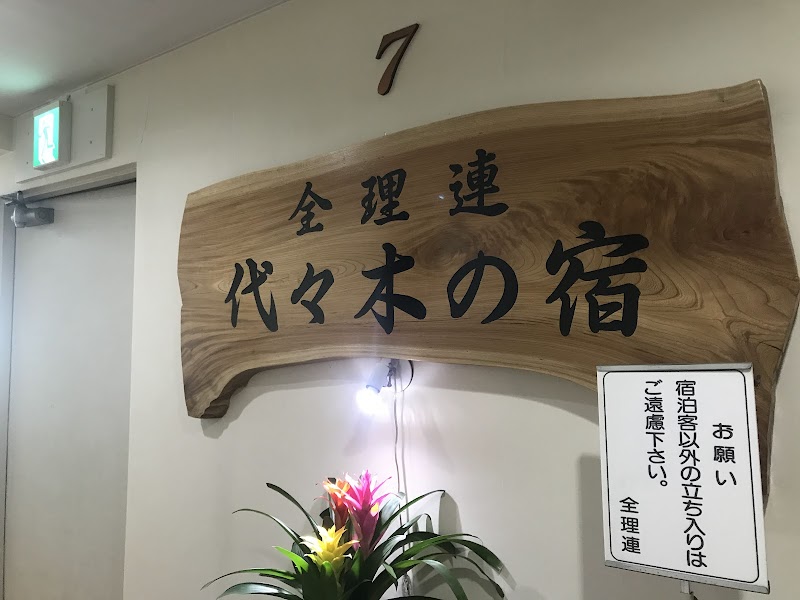 7
全理連
代々木の宿
お願い
宿泊客以外の立ち入りは
ご遠慮下さい。
全理連